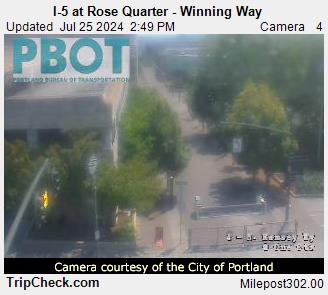 I-5 at Rose Quarter - Winning Way
Updated Jul 25 2024 2:49 PM Camera 4
PBOT
PORTLAND BUREAU OF TRANSPORTATION
Camera courtesy of the City of Portland
TripCheck.com Milepost302.00